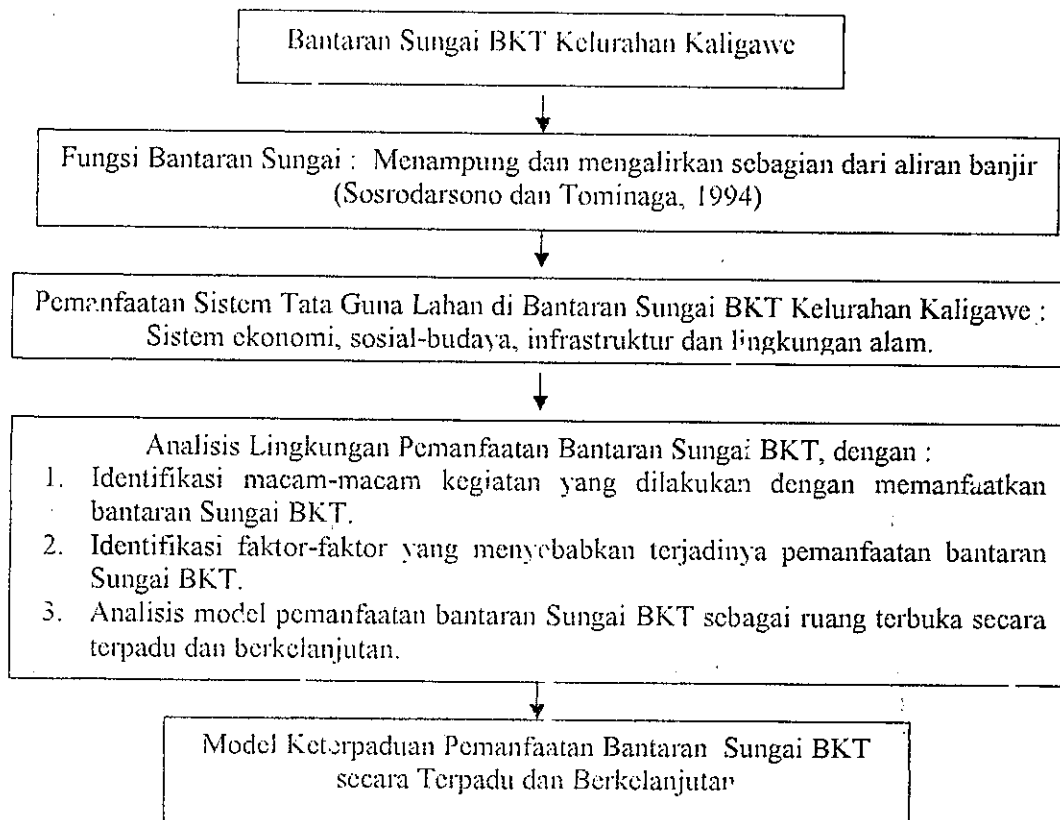 Bantaran Sungai BKT Kelurahan Kaligawe
Fungsi Bantaran Sungai : Menampung dan mengalirkan sebagian dari aliran banjir
(Sosrodarsono dan Tominaga, 1994)
Pemanfaatan Sistem Tata Guna Lahan di Bantaran Sungai BKT Kelurahan Kaligawe :
Sistem ekonomi, sosial-budaya, infrastruktur dan lingkungan alam.
Analisis Lingkungan Pemanfaatan Bantaran Sungai BKT, dengan :
1. Identifikasi macam-macam kegiatan yang dilakukan dengan memanfaatkan
bantaran Sungai BKT.
2. Identifikasi faktor-faktor yang menyebabkan terjadinya pemanfaatan bantaran
Sungai BKT.
3. Analisis model pemanfaatan bantaran Sungai BKT sebagai ruang terbuka secara
terpadu dan berkelanjutan.
Model Keterpaduan Pemanfaatan Bantaran Sungai BKT
secara Terpadu dan Berkelanjutan